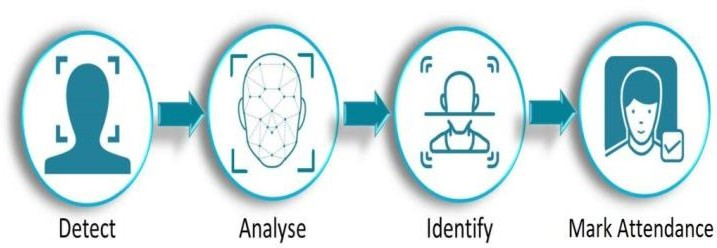 Detect
Analyse
Identify
Mark Attendance